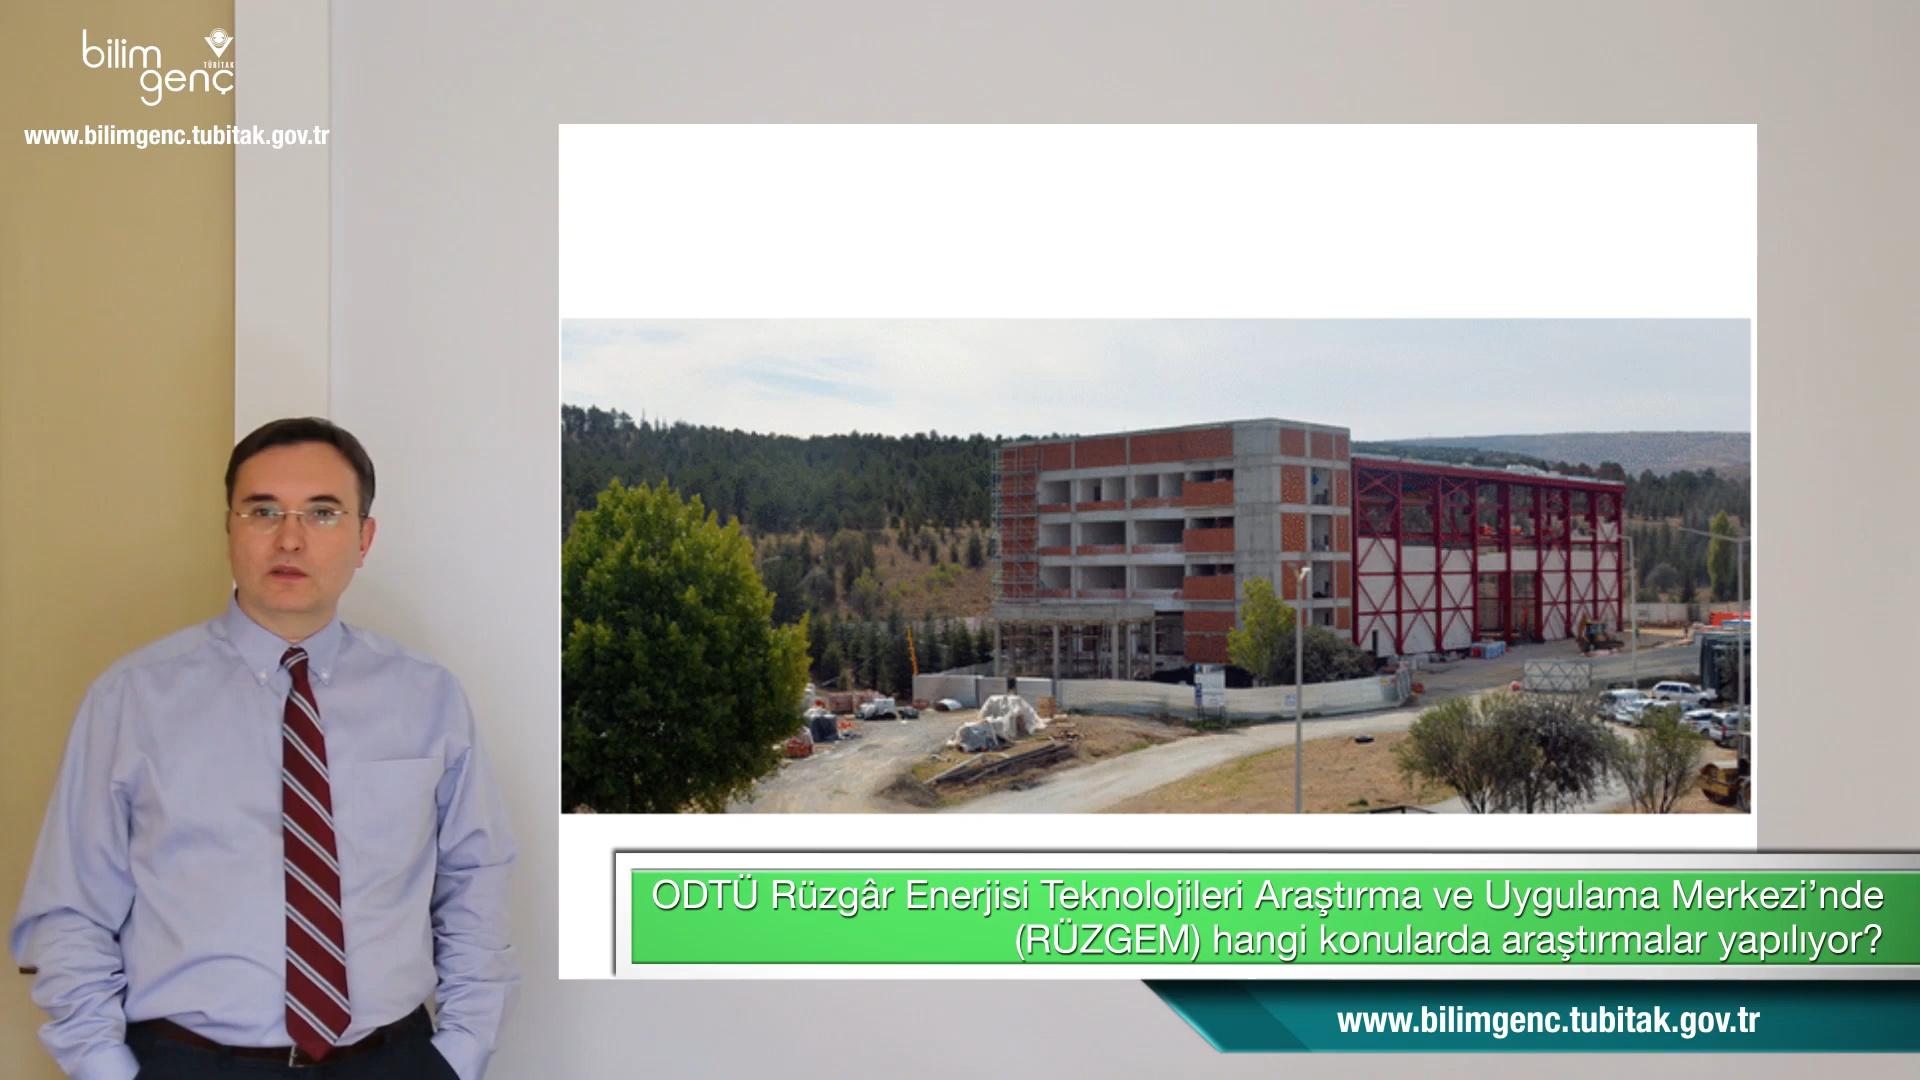 bilim
genç
TÜBİTAK
www.bilimgenc.tubitak.gov.tr
ODTÜ Rüzgâr Enerjisi Teknolojileri Araştırma ve Uygulama Merkezi’nde
(RÜZGEM) hangi konularda araştırmalar yapılıyor?
www.bilimgenc.tubitak.gov.tr